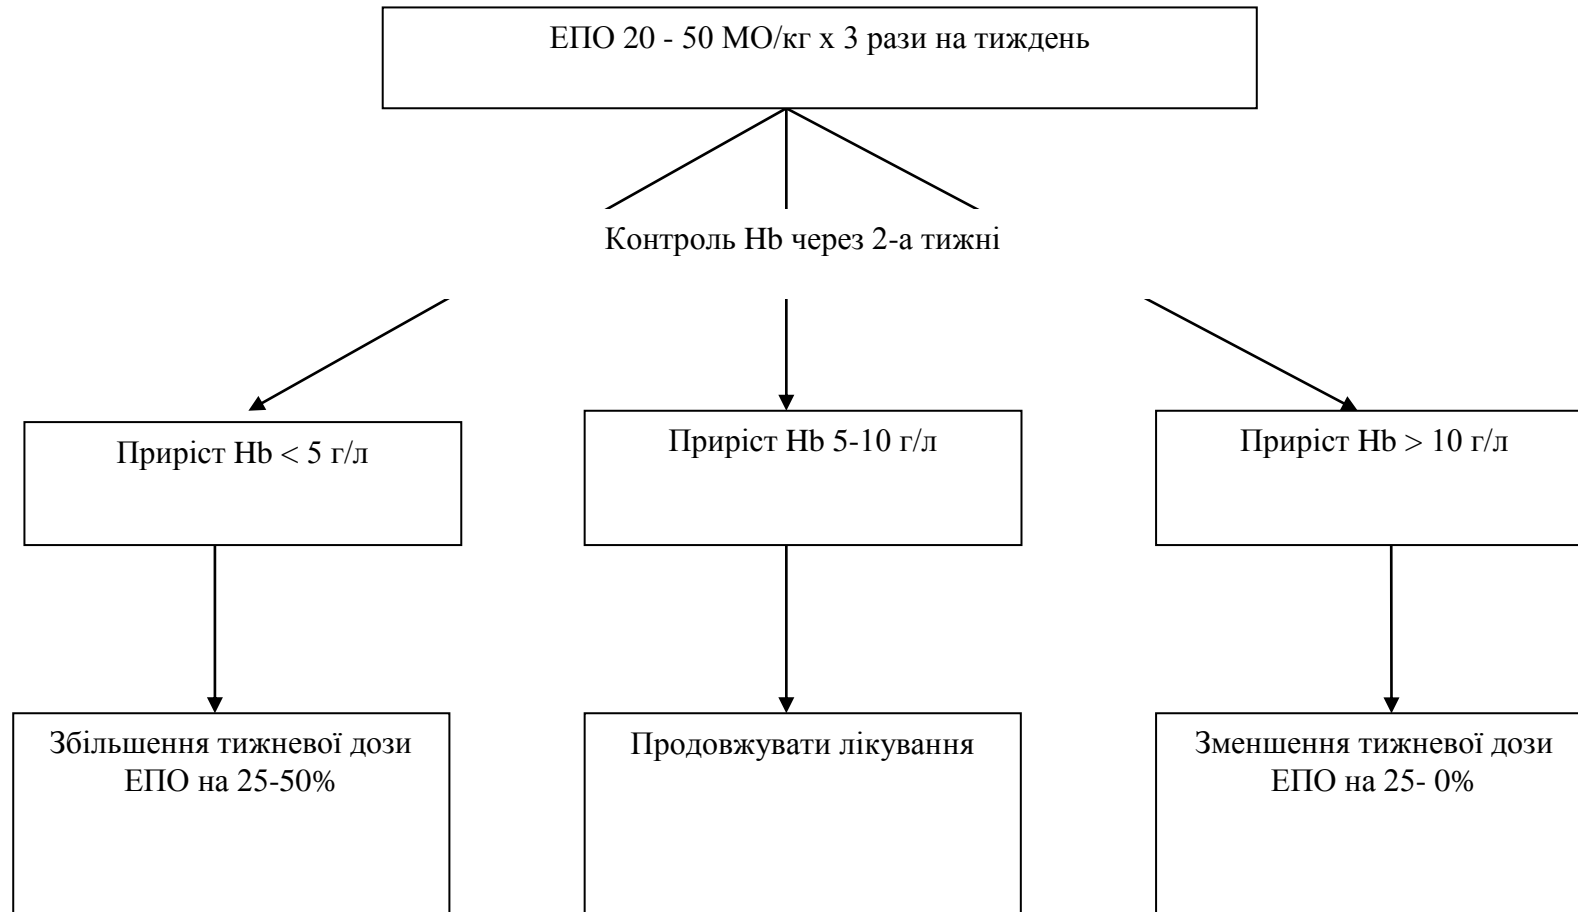 ЕПО 20 - 50 МО/кг х 3 рази на тиждень
Контроль Hb через 2-а тижні
Приріст Hb < 5 г/л
Приріст Hb 5-10 г/л
Приріст Hb > 10 г/л
Збільшення тижневої дози
ЕПО на 25-50%
Продовжувати лікування
Зменшення тижневої дози
ЕПО на 25- 0%